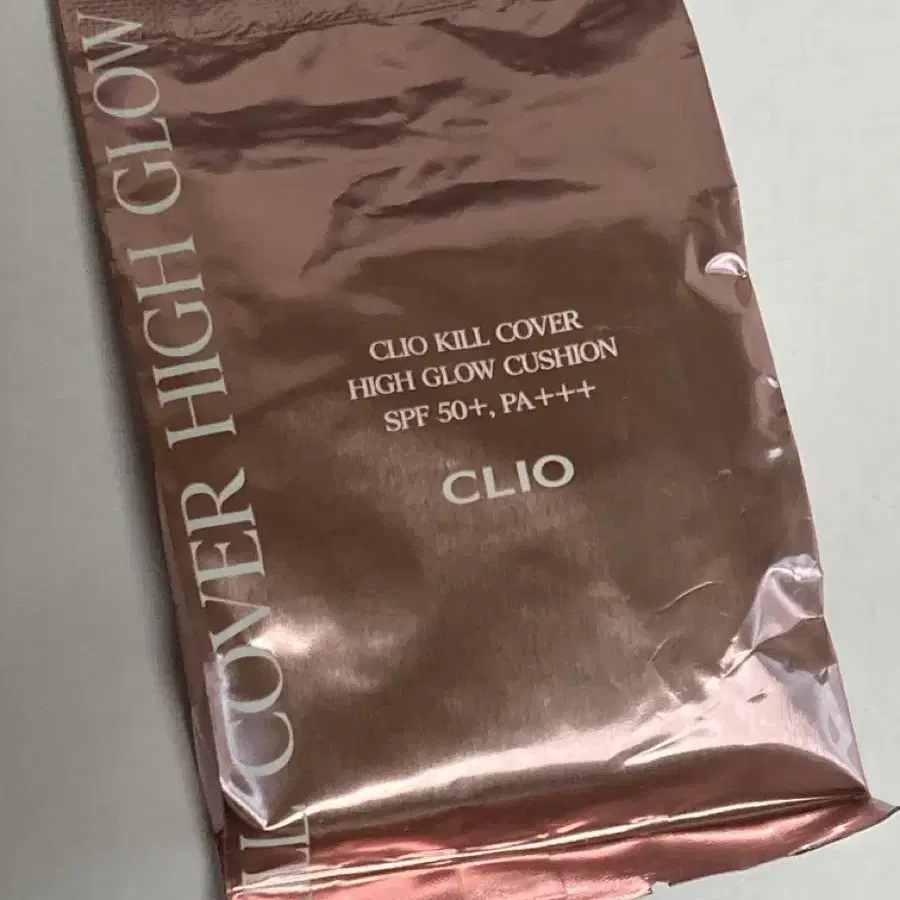 CLIO KILL COVER
HIGH GLOW CUSHION
SPF 50+, PA+++
CLIO
COVER HIGH GLOW